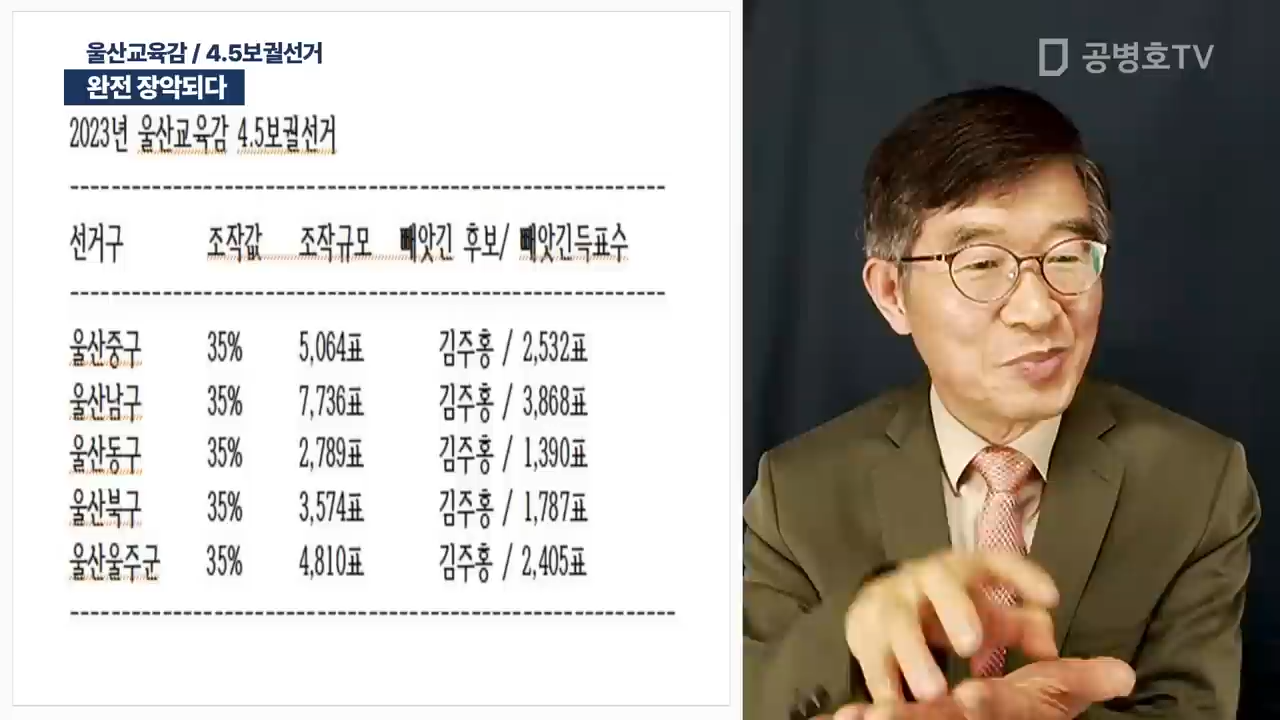 울산교육감 / 4.5보궐선거
완전 장악되다
공병호TV
2023년 울산교육감 4.5보궐선거
선거구 조작값 조작규모 빼앗긴 후보/ 빼앗긴득표수
울산중구 35% 5,064표 김주홍 / 2,532표
울산남구 35% 7,736표 김주홍 / 3,868표
울산동구 35% 2,789표 김주홍 / 1,390표
울산북구 35% 3,574표 김주홍 / 1,787표
울산울주군 35% 4,810표 김주홍 / 2,405표